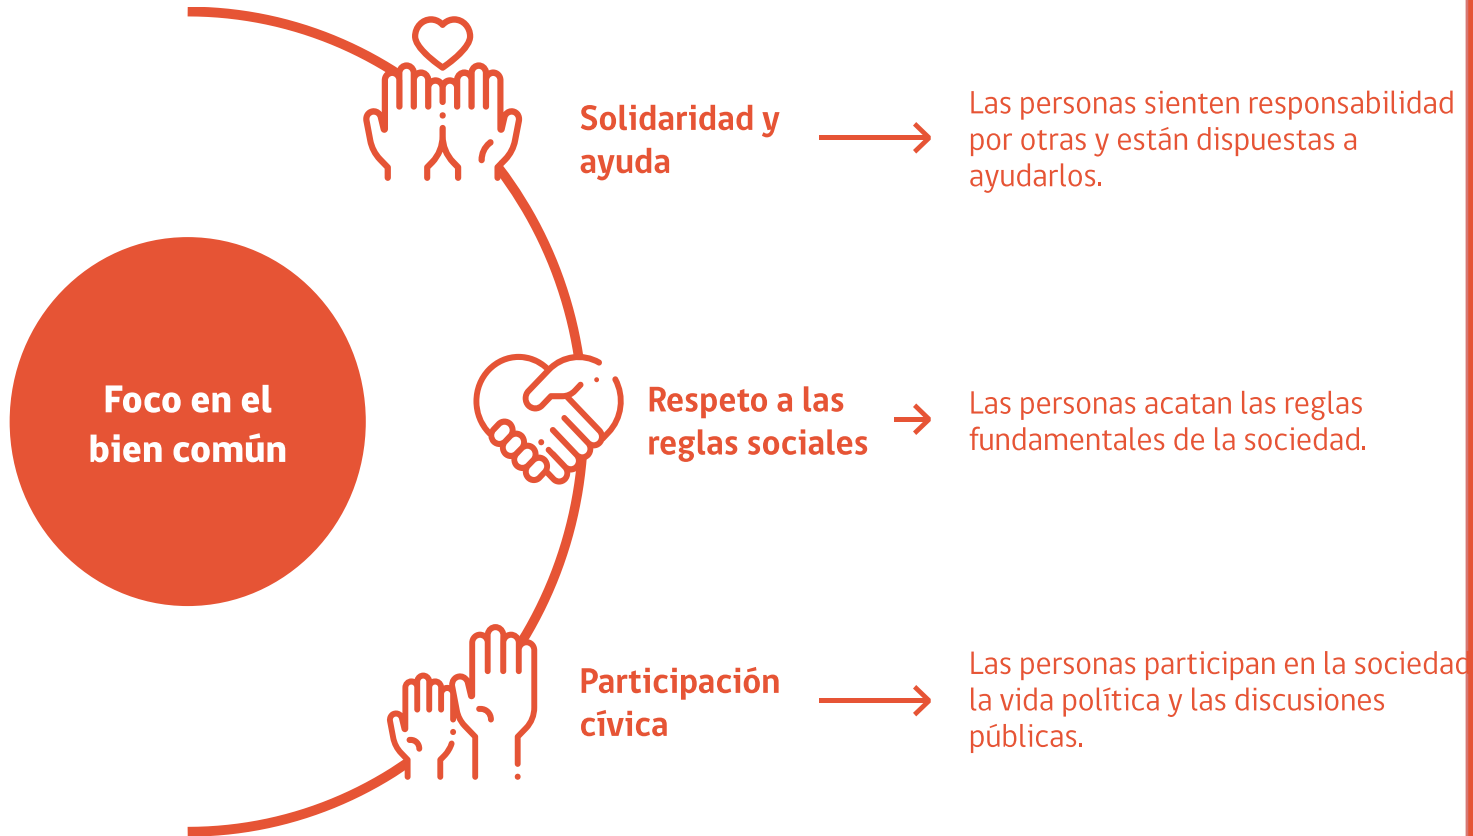 Foco en el
bien común
Solidaridad y
ayuda
Las personas sienten responsabilidad
por otras y están dispuestas a
ayudarlos.
Respeto a las
reglas sociales
Las personas acatan las reglas
fundamentales de la sociedad.
Participación
cívica
Las personas participan en la sociedad
la vida política y las discusiones
públicas.